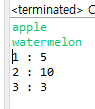 <terminated> C
apple
watermelon
1 : 5
2 : 10
3 : 3